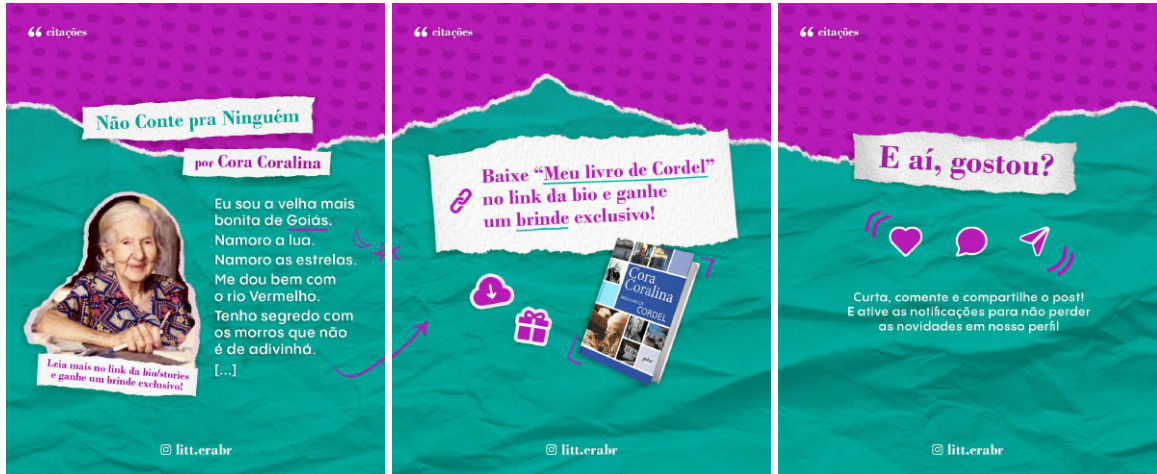 citações
Não Conte pra Ninguém
por Cora Coralina
Eu sou a velha mais
bonita de Goiás.
Namoro a lua.
Namoro as estrelas.
Me dou bem com
o rio Vermelho.
Tenho segredo com
os morros que não
é de adivinhá.
[...]
Leia mais no link da bio/stories
e ganhe um brinde exclusivo!
litt.erabr
citações
Baixe “Meu livro de Cordel”
no link da bio e ganhe
um brinde exclusivo!
Cora
Coralina
MEU LIVRO DE
CORDEL
litt.erabr
citações
E aí, gostou?
Curta, comente e compartilhe o post!
E ative as notificações para não perder
as novidades em nosso perfil
litt.erabr